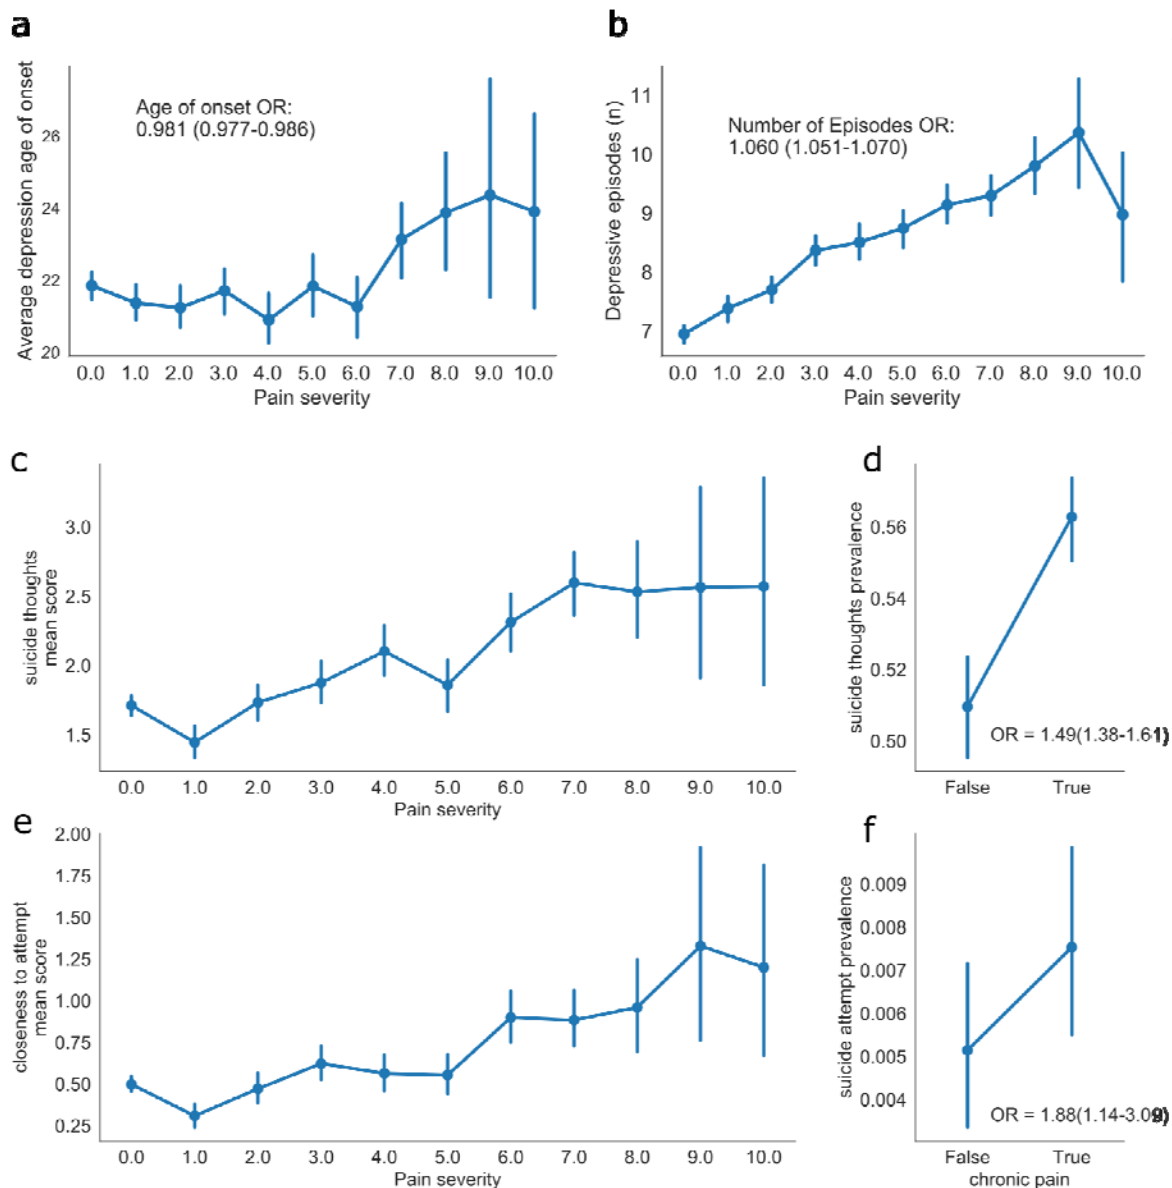 a
Average depression age of onset
26
24
22
20
Age of onset OR:
0.981 (0.977-0.986)
0.0 1.0 2.0 3.0 4.0 5.0 6.0 7.0 8.0 9.0 10.0
Pain severity
b
Depressive episodes (n)
11
10
9
8
7
Number of Episodes OR:
1.060 (1.051-1.070)
0.0 1.0 2.0 3.0 4.0 5.0 6.0 7.0 8.0 9.0 10.0
Pain severity
c
suicide thoughts
mean score
3.0
2.5
2.0
1.5
0.0 1.0 2.0 3.0 4.0 5.0 6.0 7.0 8.0 9.0 10.0
Pain severity
d
suicide thoughts prevalence
0.56
0.54
0.52
0.50
OR = 1.49(1.38-1.61)
False True
e
closeness to attempt
mean score
2.00
1.75
1.50
1.25
1.00
0.75
0.50
0.25
0.0 1.0 2.0 3.0 4.0 5.0 6.0 7.0 8.0 9.0 10.0
Pain severity
f
suicide attempt prevalence
0.009
0.008
0.007
0.006
0.005
0.004
OR = 1.88(1.14-3.09)
False True
chronic pain